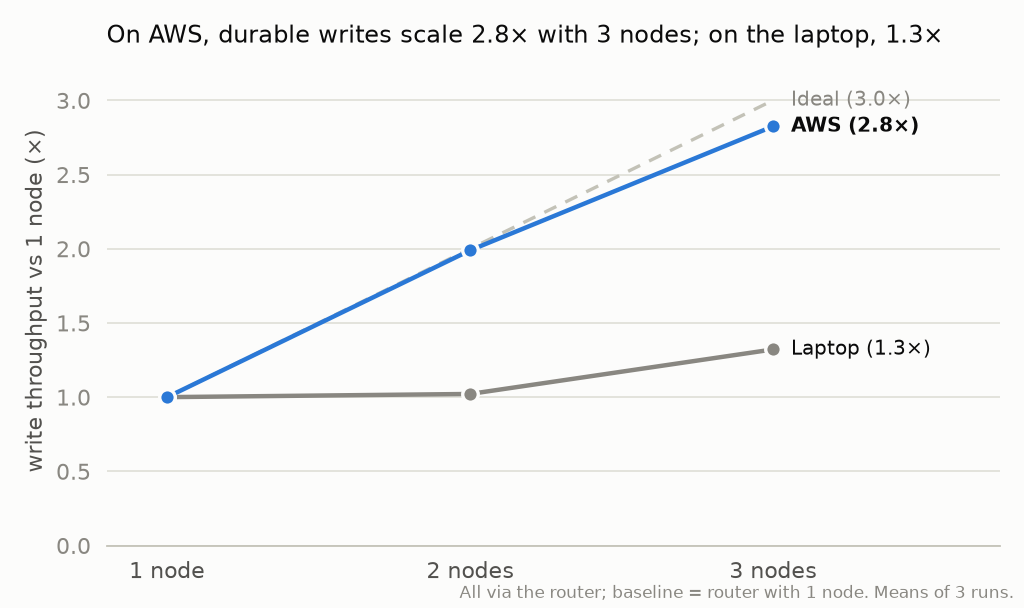 On AWS, durable writes scale 2.8× with 3 nodes; on the laptop, 1.3×
write throughput vs 1 node (×)
3.0
2.5
2.0
1.5
1.0
0.5
0.0
Ideal (3.0×)
AWS (2.8×)
Laptop (1.3×)
1 node
2 nodes
3 nodes
All via the router; baseline = router with 1 node. Means of 3 runs.